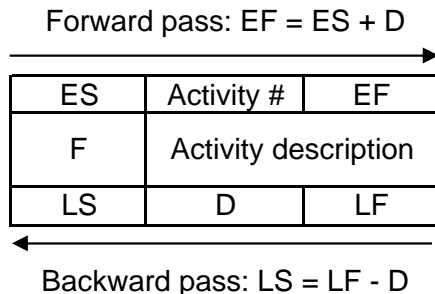 Forward pass: EF = ES + D
ES Activity # EF
F Activity description
LS D LF
Backward pass: LS = LF - D